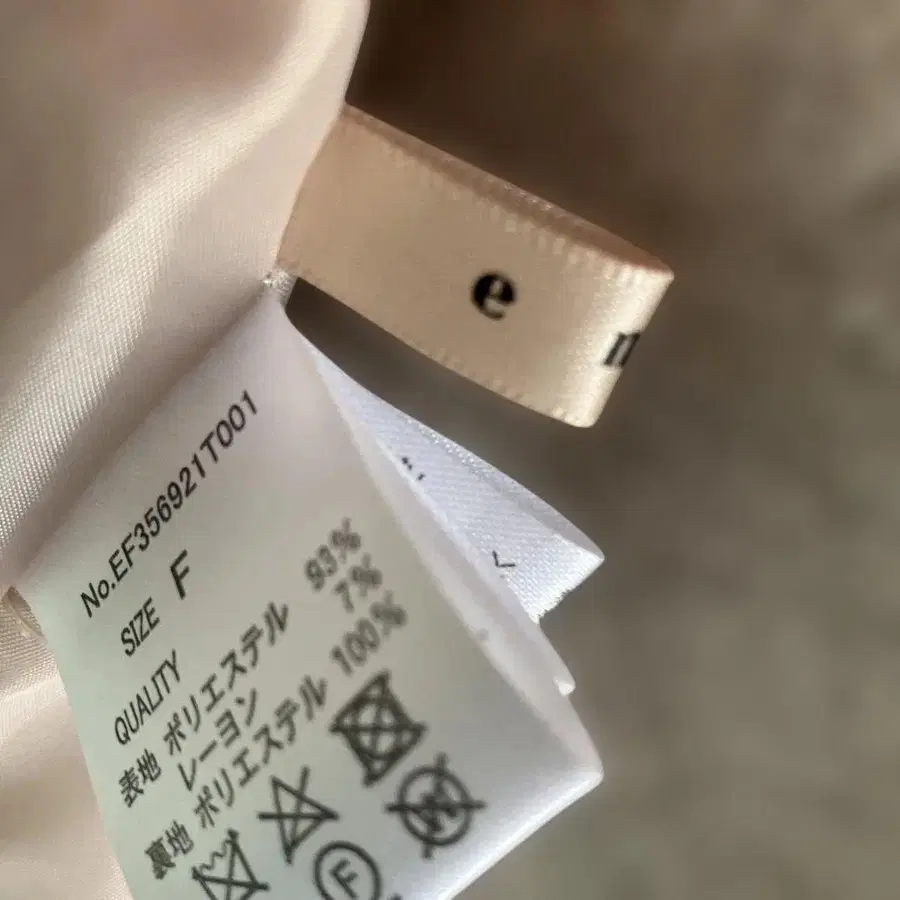 e
n
No.EF356921T001
SIZE F
QUALITY
表地 ポリエステル 93%
レーヨン 7%
裏地 ポリエステル 100%
F
W